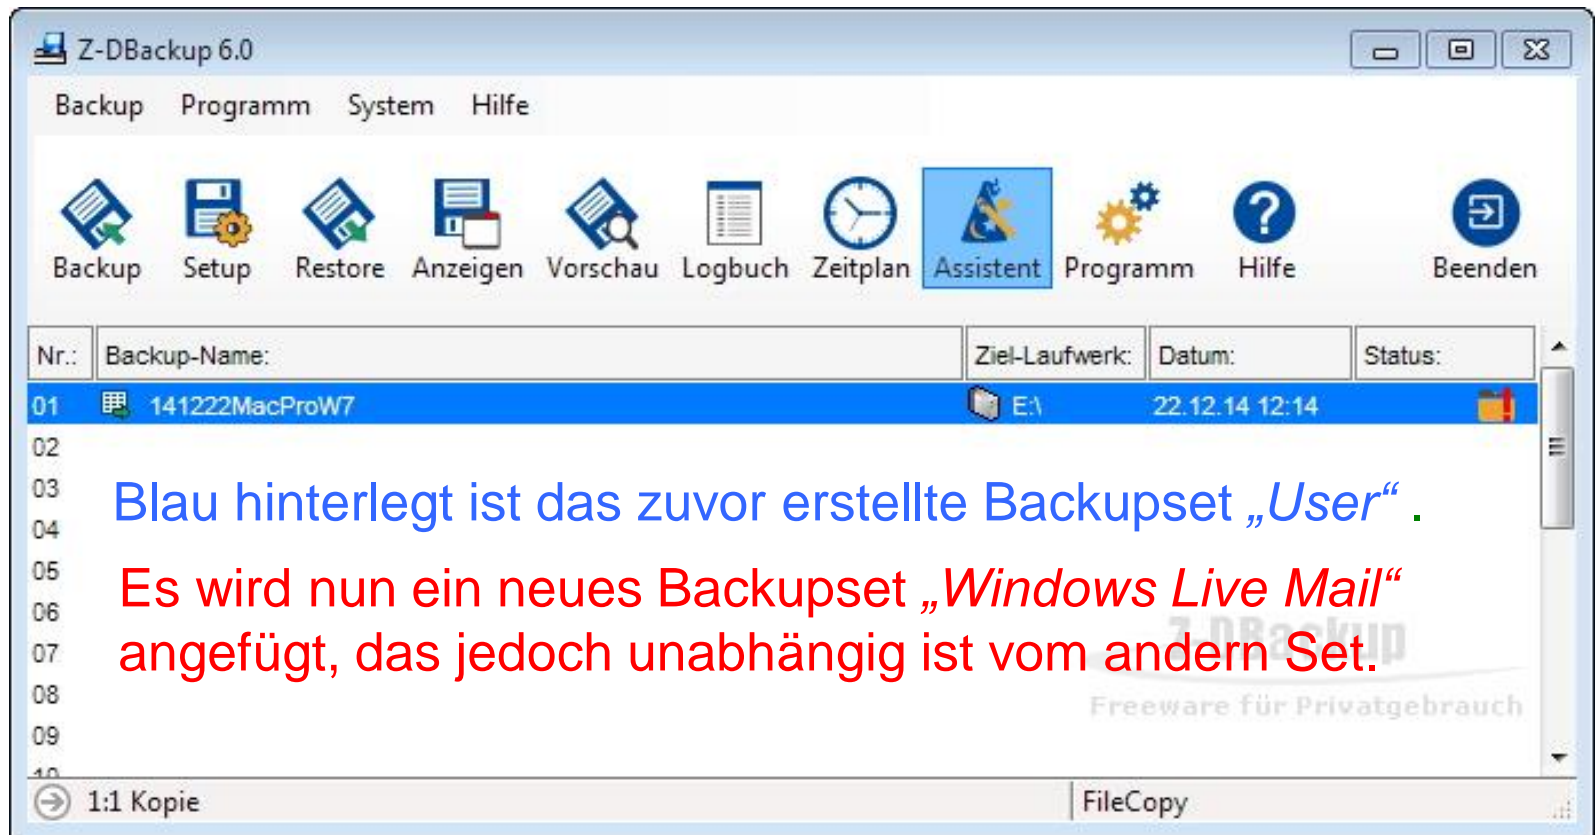 Z-DBackup 6.0
Backup Programm System Hilfe
Backup Setup Restore Anzeigen Vorschau Logbuch Zeitplan Assistent Programm Hilfe Beenden
Nr.: Backup-Name: Ziel-Laufwerk: Datum: Status:
01 141222MacProW7 E:\ 22.12.14 12:14
02
03
Blau hinterlegt ist das zuvor erstellte Backupset „User“ .
04
05
Es wird nun ein neues Backupset „Windows Live Mail“
06
07
angefügt, das jedoch unabhängig ist vom andern Set.
Z-DBackup
08
Freeware für Privatgebrauch
09
10
1:1 Kopie FileCopy